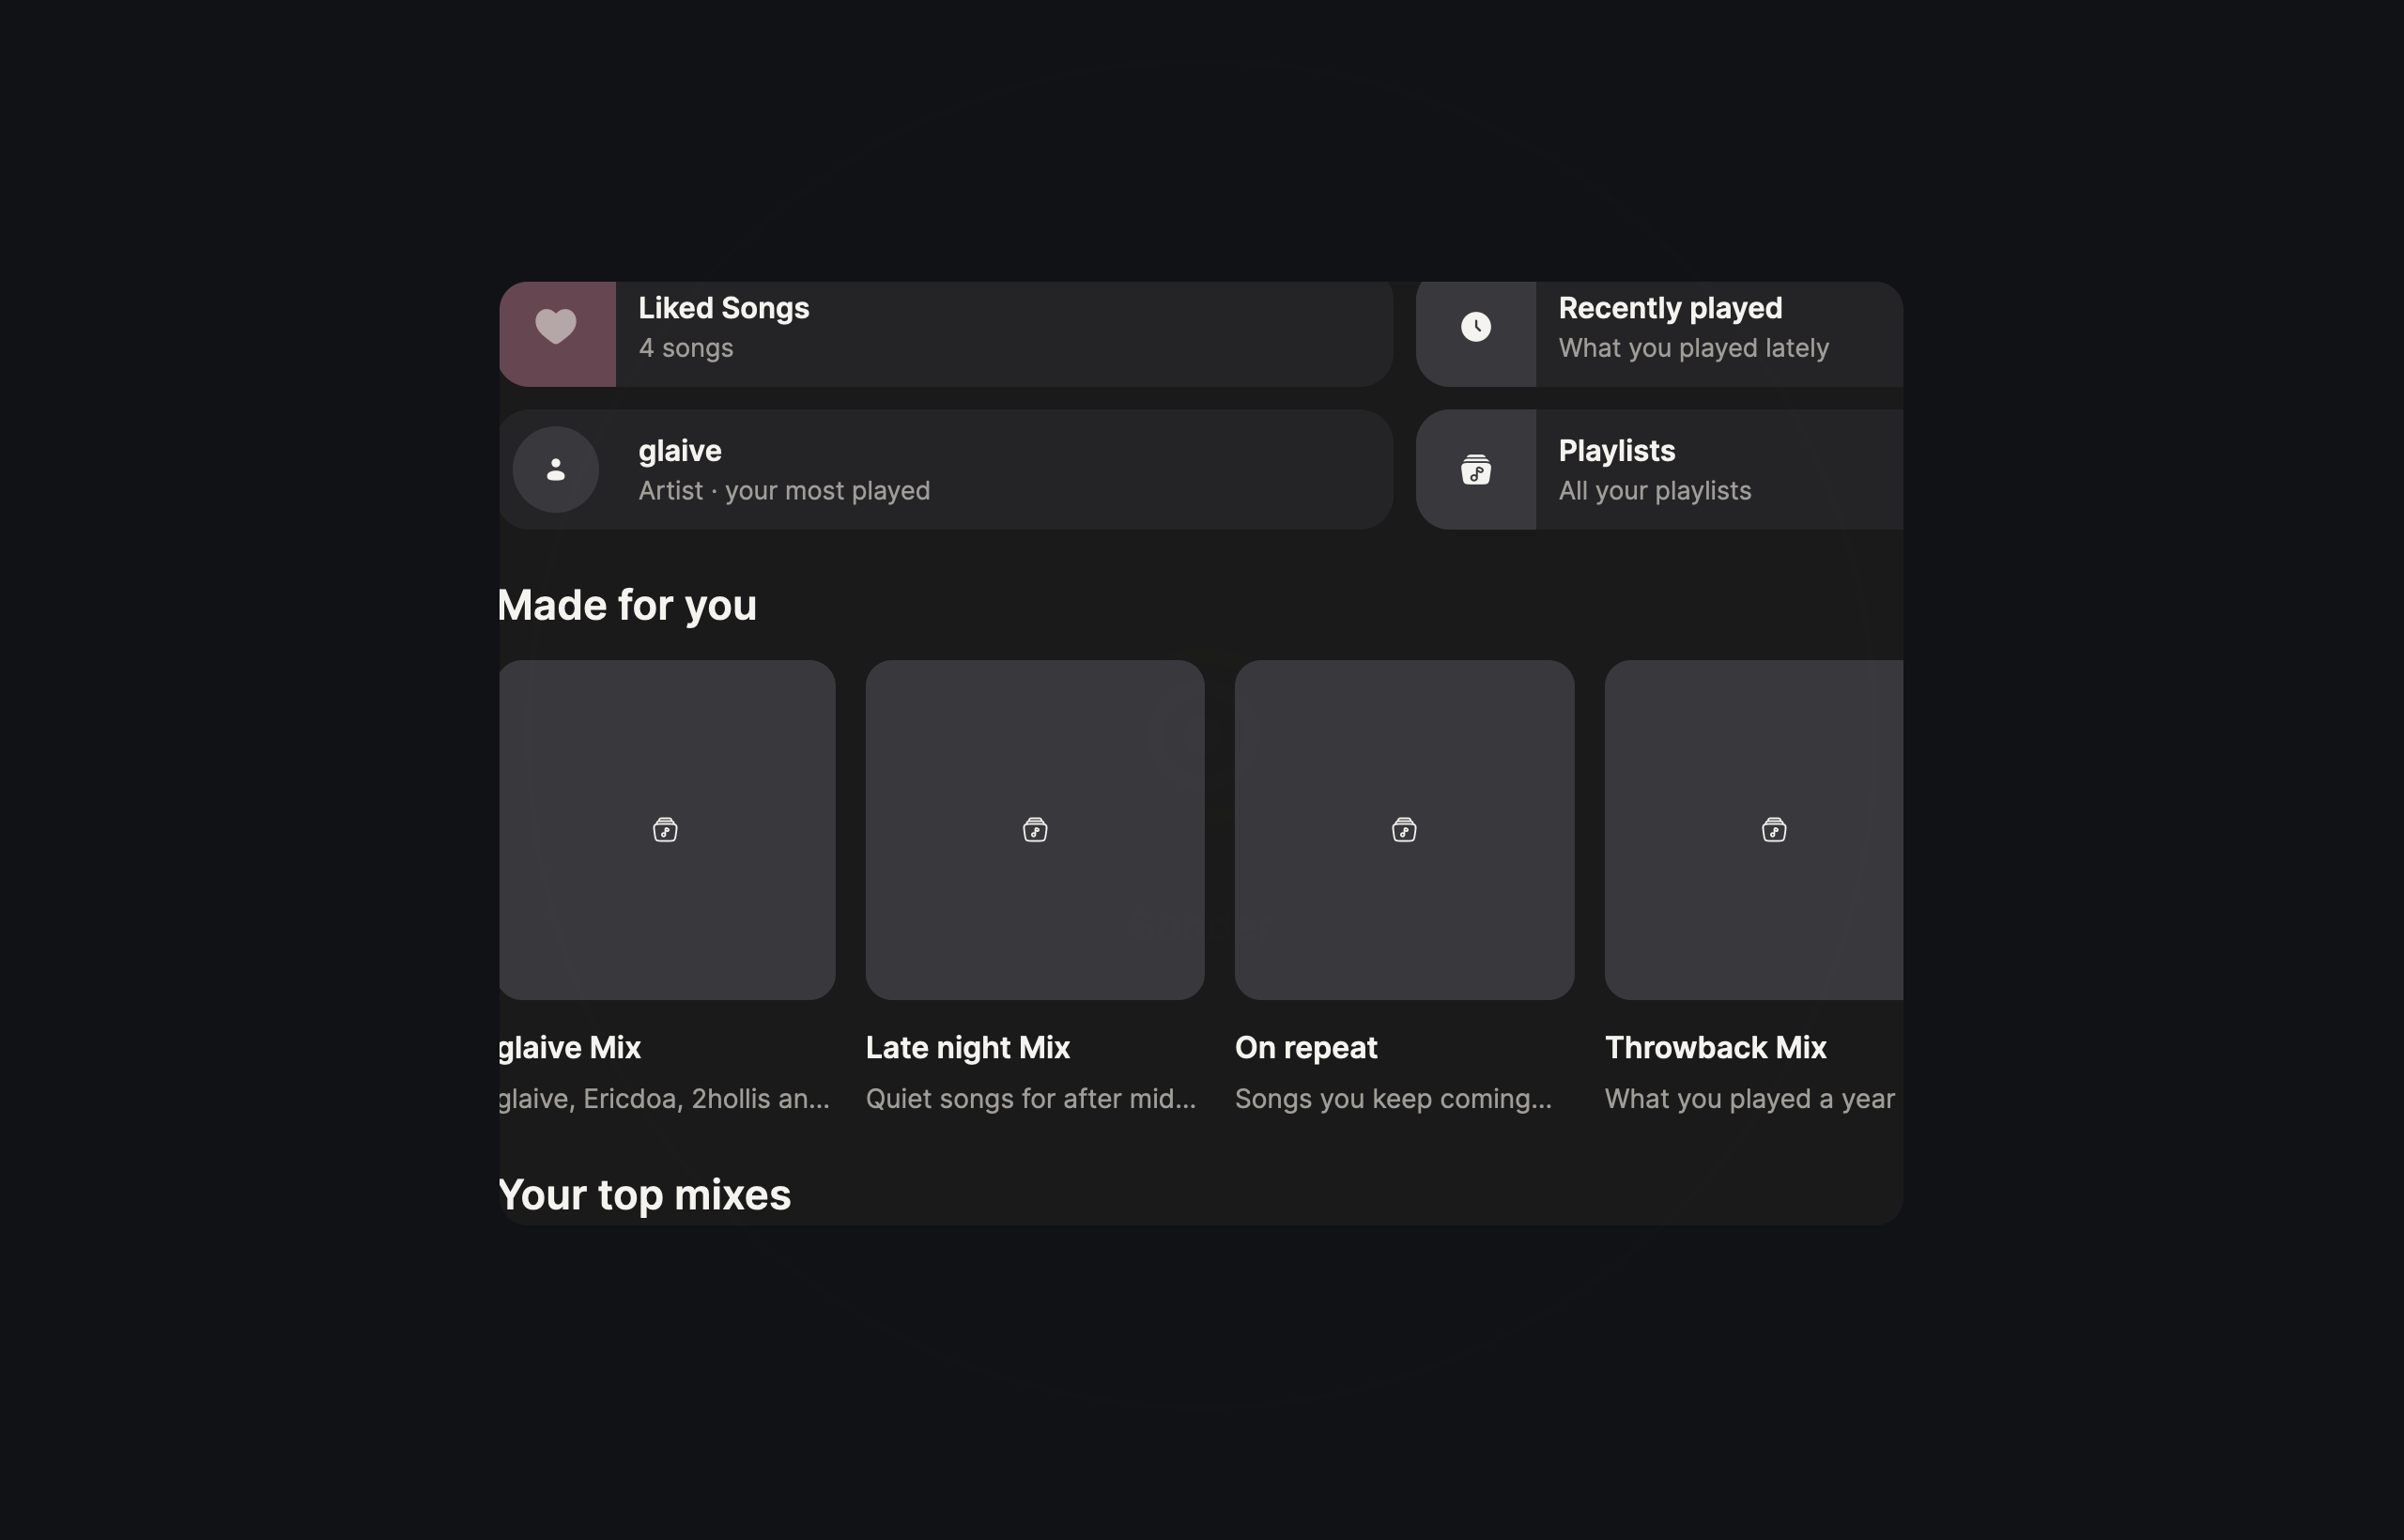 Liked Songs
4 songs
Recently played
What you played lately
glaive
Artist · your most played
Playlists
All your playlists
Made for you
glaive Mix
glaive, Ericdoa, 2hollis an...
Late night Mix
Quiet songs for after mid...
On repeat
Songs you keep coming...
Throwback Mix
What you played a year
Your top mixes